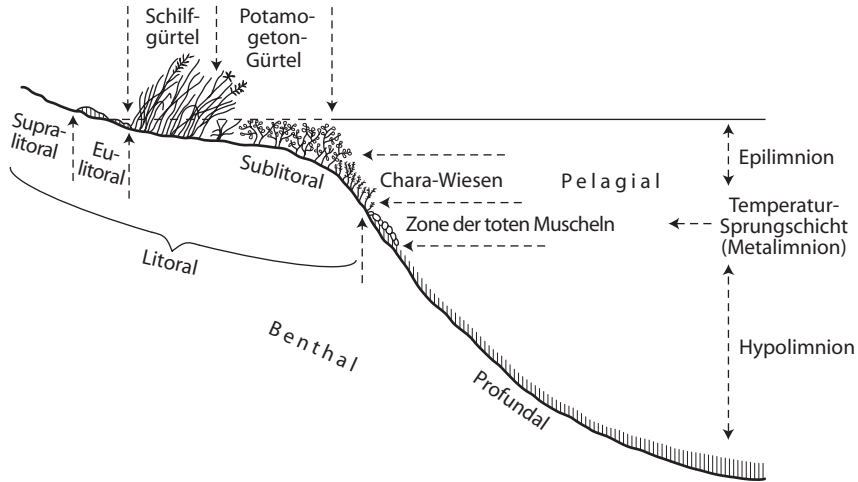 Schilf-
gürtel
Potamo-
geton-
Gürtel
Supra-
litoral
Eu-
litoral
Sublitoral
Chara-Wiesen
Pelagial
Epilimnion
Temperatur-
Sprungschicht
(Metalimnion)
Zone der toten Muscheln
Litoral
Benthal
Hypolimnion
Profundal